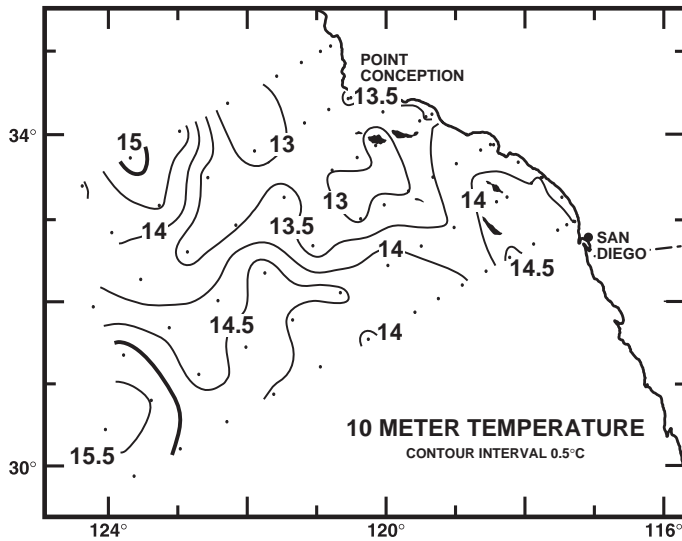 POINT
CONCEPTION
13.5
34°
15
13
13
14
14
13.5
14
SAN
DIEGO
14.5
14.5
14
10 METER TEMPERATURE
CONTOUR INTERVAL 0.5°C
15.5
30°
124°
120°
116°